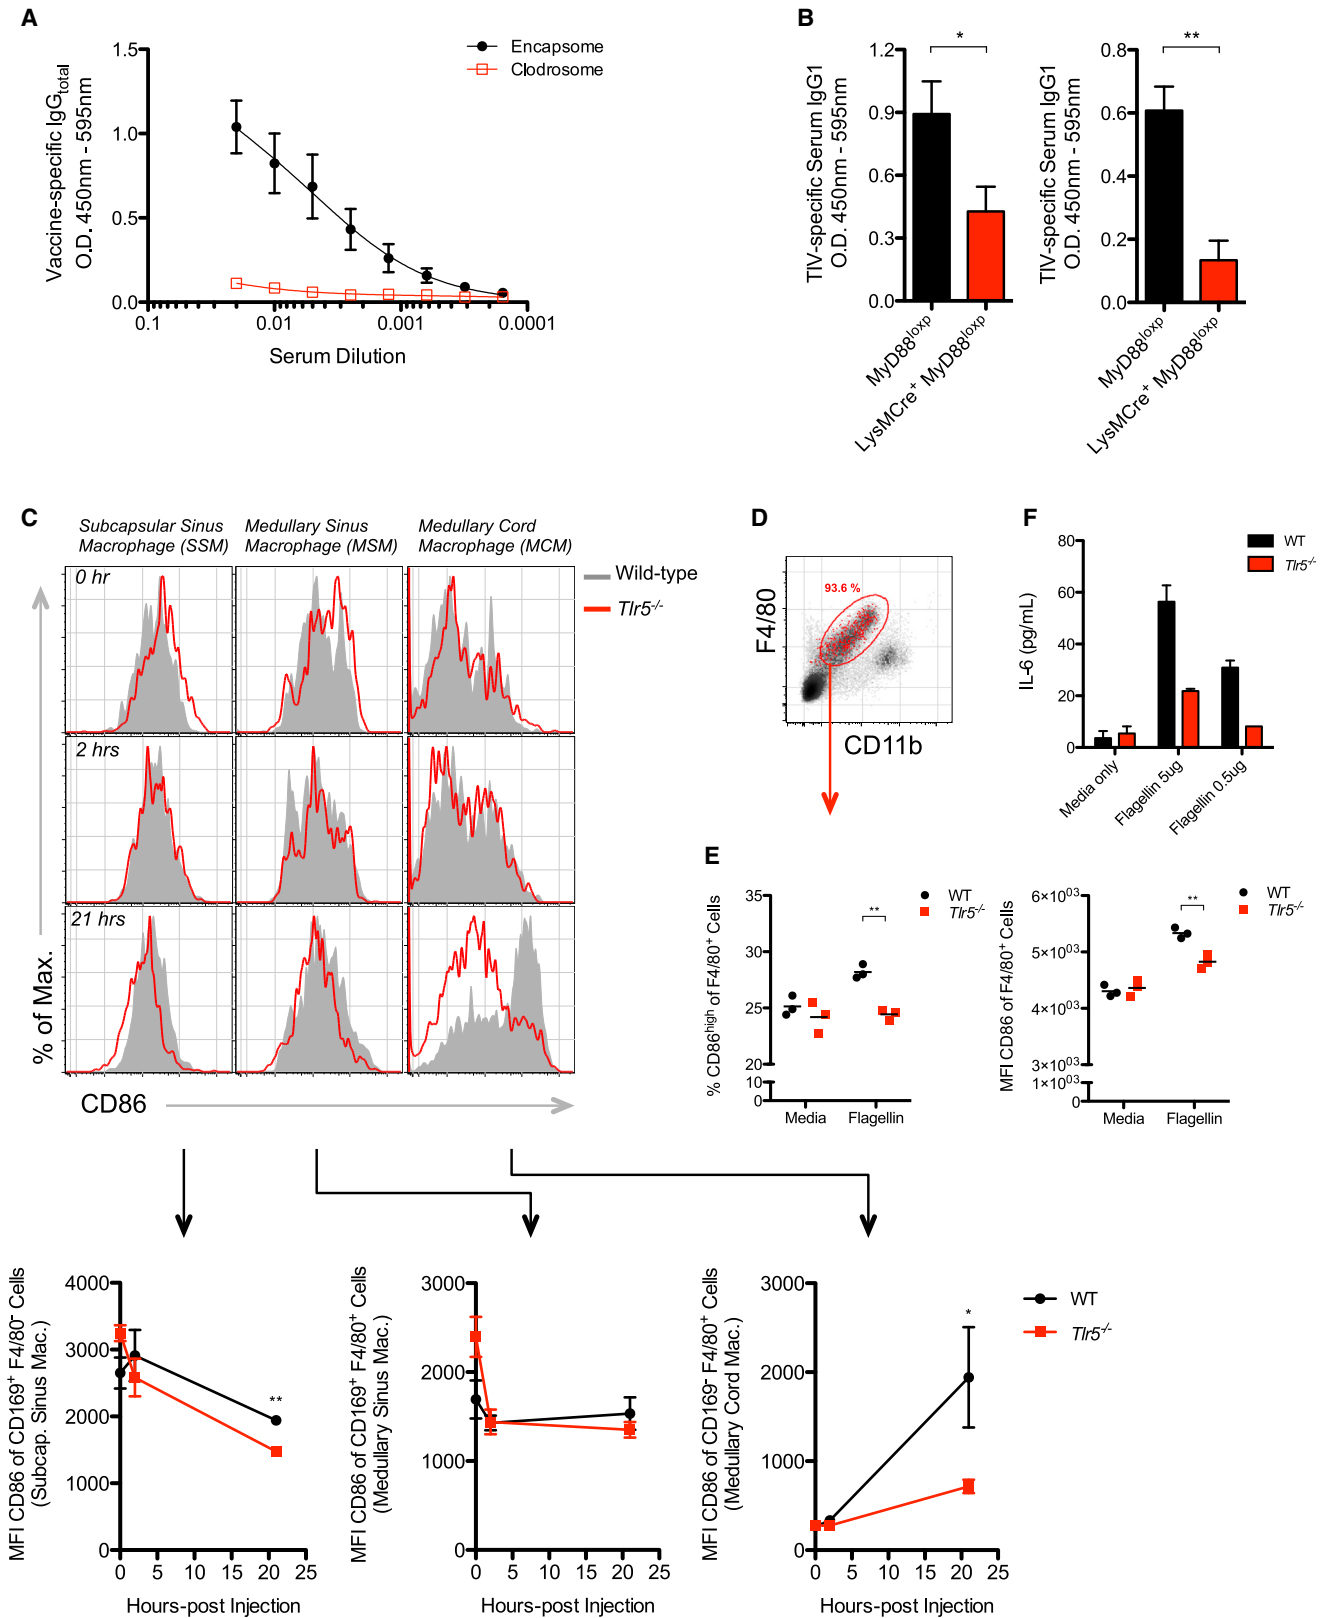 A
Encapsome
Clodrosome
Vaccine-specific IgGtotal
O.D. 450nm - 595nm
1.5
1.0
0.5
0.0
0.1
0.01
0.001
0.0001
Serum Dilution
B
*
TIV-specific Serum IgG1
O.D. 450nm - 595nm
1.2
0.9
0.6
0.3
0.0
MyD88loxp
LysMCre+ MyD88loxp
**
TIV-specific Serum IgG1
O.D. 450nm - 595nm
0.8
0.6
0.4
0.2
0.0
MyD88loxp
LysMCre+ MyD88loxp
C
Subcapsular Sinus
Macrophage (SSM)
Medullary Sinus
Macrophage (MSM)
Medullary Cord
Macrophage (MCM)
0 hr
2 hrs
21 hrs
Wild-type
Tlr5-/-
% of Max.
CD86
D
93.6 %
F4/80
CD11b
F
WT
Tlr5-/-
IL-6 (pg/mL)
80
60
40
20
0
Media only
Flagellin 5ug
Flagellin 0.5ug
E
WT
Tlr5-/-
**
% CD86high of F4/80+ Cells
35
30
25
20
10
0
Media
Flagellin
WT
Tlr5-/-
**
MFI CD86 of F4/80+ Cells
6×1003
5×1003
4×1003
3×1003
1×1003
0
Media
Flagellin
MFI CD86 of CD169+ F4/80- Cells
(Subcap. Sinus Mac.)
4000
3000
2000
1000
0
**
0 5 10 15 20 25
Hours-post Injection
MFI CD86 of CD169+ F4/80+ Cells
(Medullary Sinus Mac.)
3000
2000
1000
0
0 5 10 15 20 25
Hours-post Injection
MFI CD86 of CD169- F4/80+ Cells
(Medullary Cord Mac.)
3000
2000
1000
0
*
0 5 10 15 20 25
Hours-post Injection
WT
Tlr5-/-